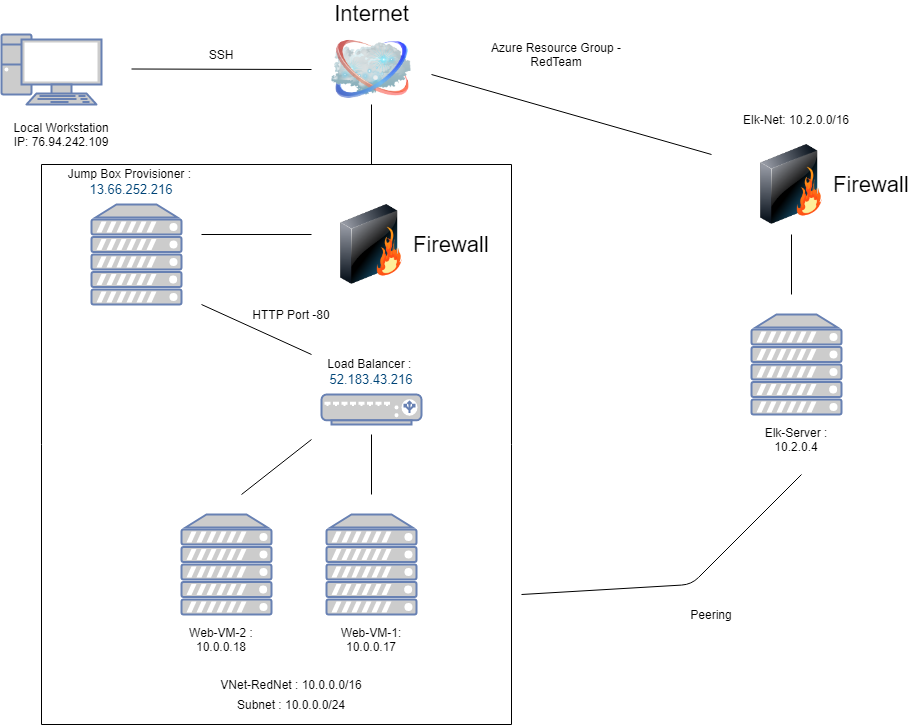 Internet
SSH
Azure Resource Group -
RedTeam
Local Workstation
IP: 76.94.242.109
Elk-Net: 10.2.0.0/16
Firewall
Jump Box Provisioner :
13.66.252.216
Firewall
HTTP Port -80
Load Balancer :
52.183.43.216
Elk-Server :
10.2.0.4
Web-VM-2 :
10.0.0.18
Web-VM-1:
10.0.0.17
Peering
VNet-RedNet : 10.0.0.0/16
Subnet : 10.0.0.0/24